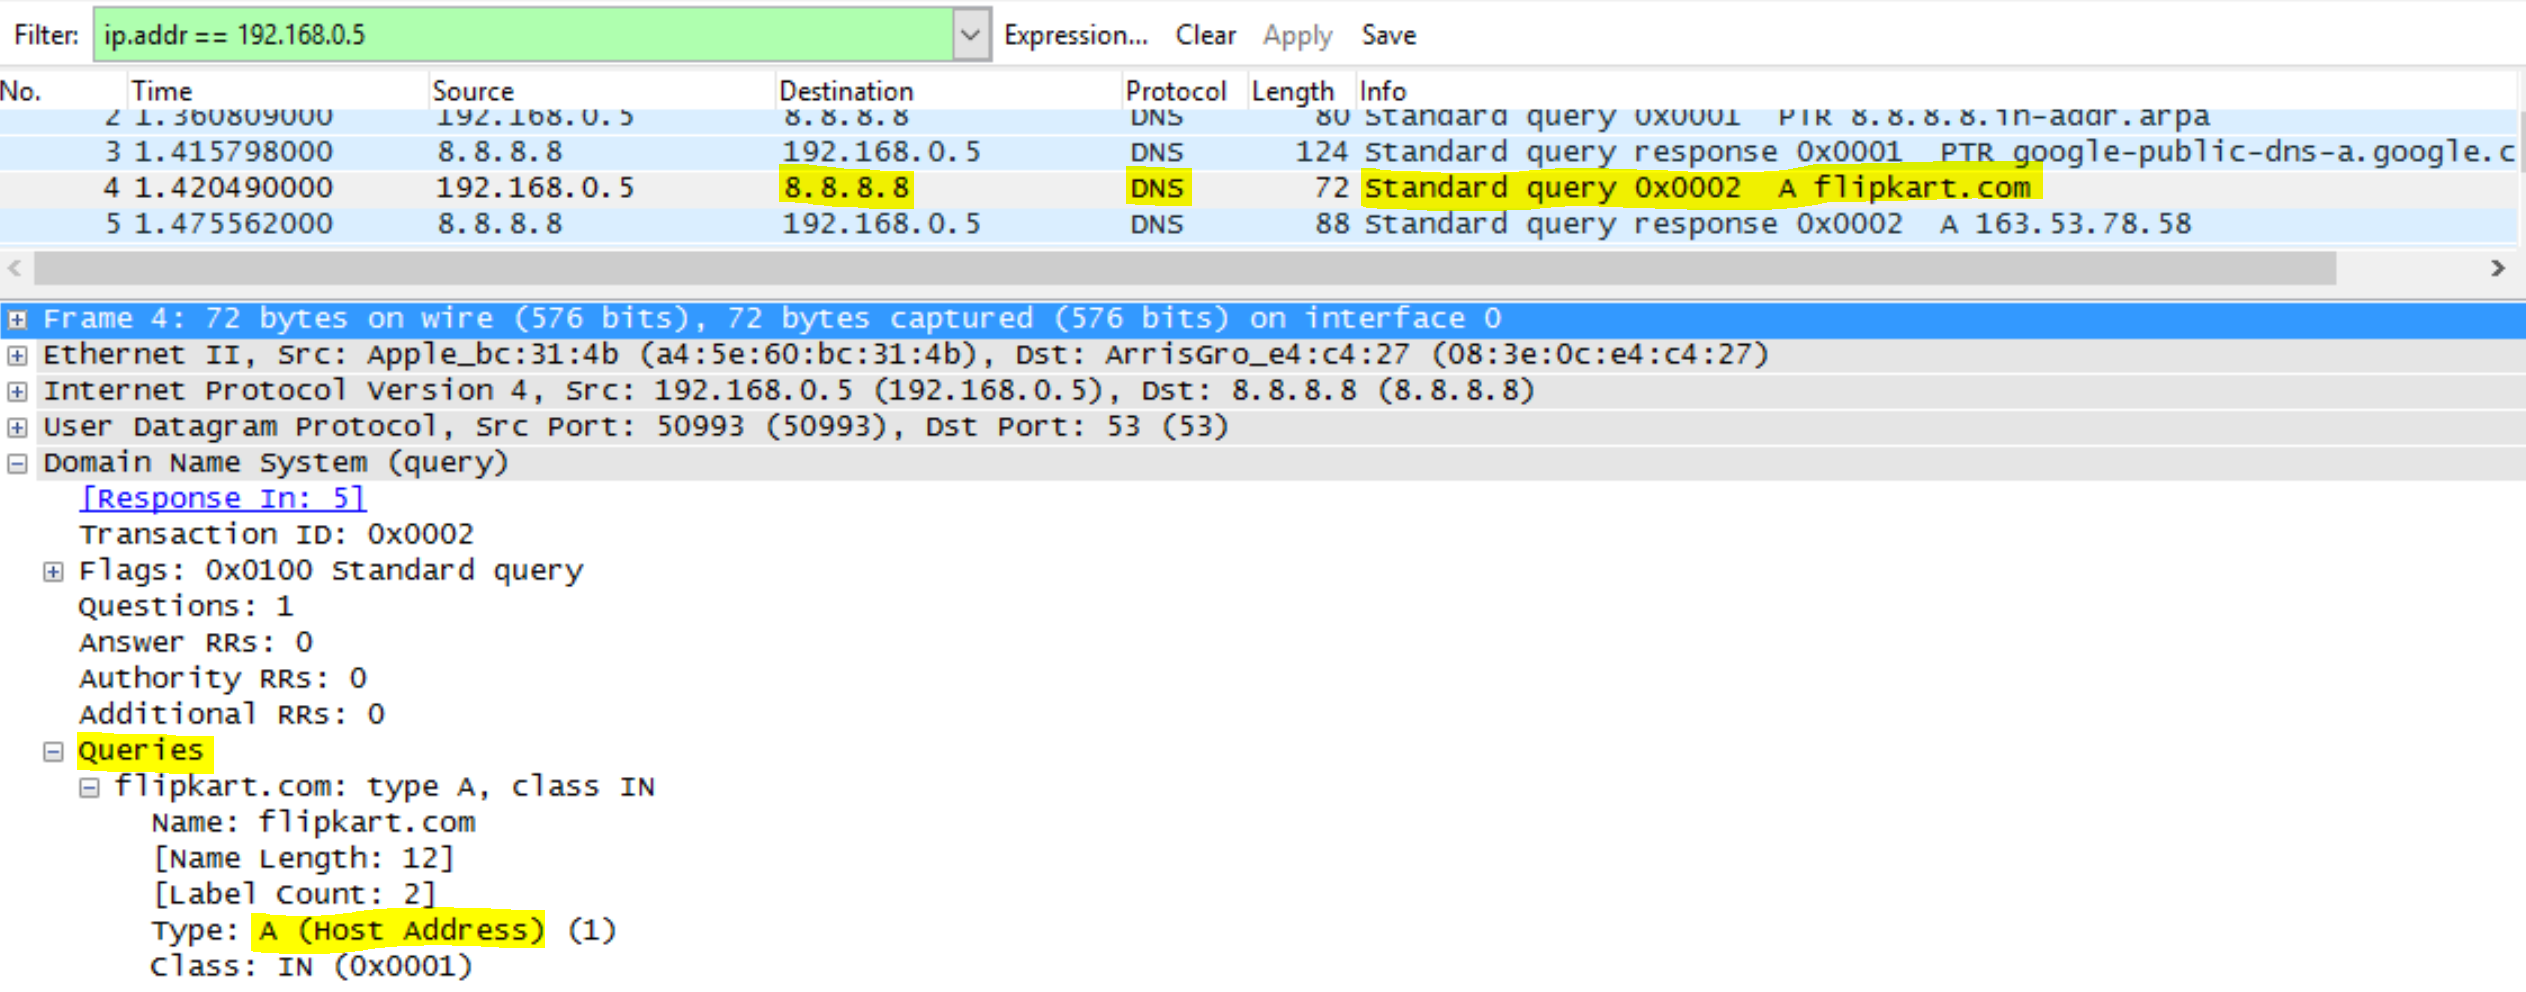 Filter: ip.addr == 192.168.0.5 Expression... Clear Apply Save
No. Time Source Destination Protocol Length Info
2 1.360809000 192.168.0.5 8.8.8.8 DNS 80 Standard query 0x0001 PTR 8.8.8.8.in-addr.arpa
3 1.415798000 8.8.8.8 192.168.0.5 DNS 124 Standard query response 0x0001 PTR google-public-dns-a.google.c
4 1.420490000 192.168.0.5 8.8.8.8 DNS 72 Standard query 0x0002 A flipkart.com
5 1.475562000 8.8.8.8 192.168.0.5 DNS 88 Standard query response 0x0002 A 163.53.78.58
Frame 4: 72 bytes on wire (576 bits), 72 bytes captured (576 bits) on interface 0
Ethernet II, Src: Apple_bc:31:4b (a4:5e:60:bc:31:4b), Dst: ArrisGro_e4:c4:27 (08:3e:0c:e4:c4:27)
Internet Protocol Version 4, Src: 192.168.0.5 (192.168.0.5), Dst: 8.8.8.8 (8.8.8.8)
User Datagram Protocol, Src Port: 50993 (50993), Dst Port: 53 (53)
Domain Name System (query)
[Response In: 5]
Transaction ID: 0x0002
Flags: 0x0100 Standard query
Questions: 1
Answer RRs: 0
Authority RRs: 0
Additional RRs: 0
Queries
flipkart.com: type A, class IN
Name: flipkart.com
[Name Length: 12]
[Label Count: 2]
Type: A (Host Address) (1)
Class: IN (0x0001)